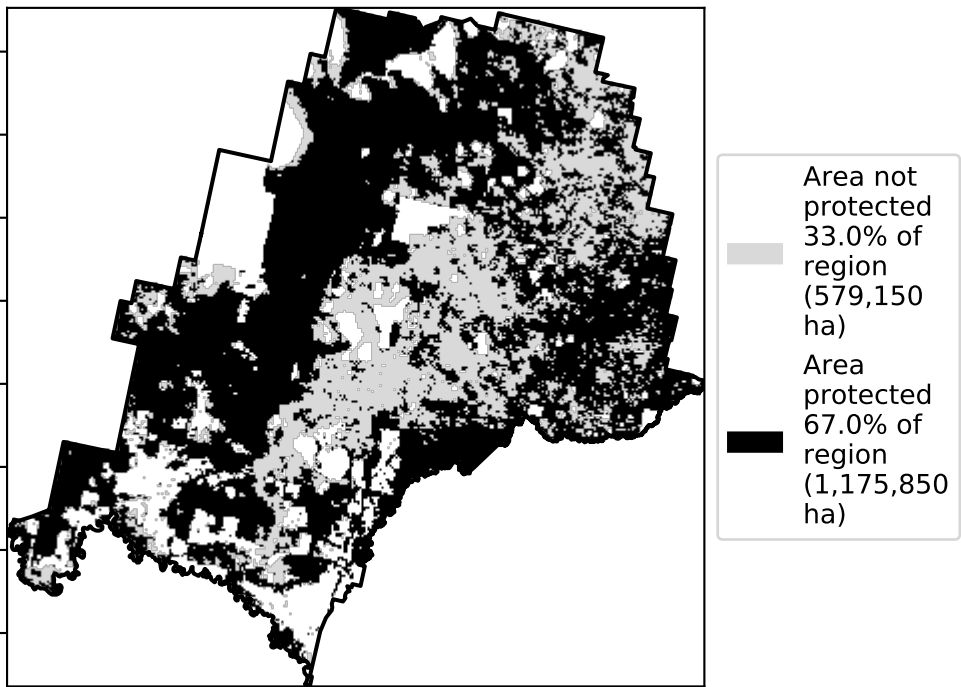 Area not
protected
33.0% of
region
(579,150
ha)
Area
protected
67.0% of
region
(1,175,850
ha)